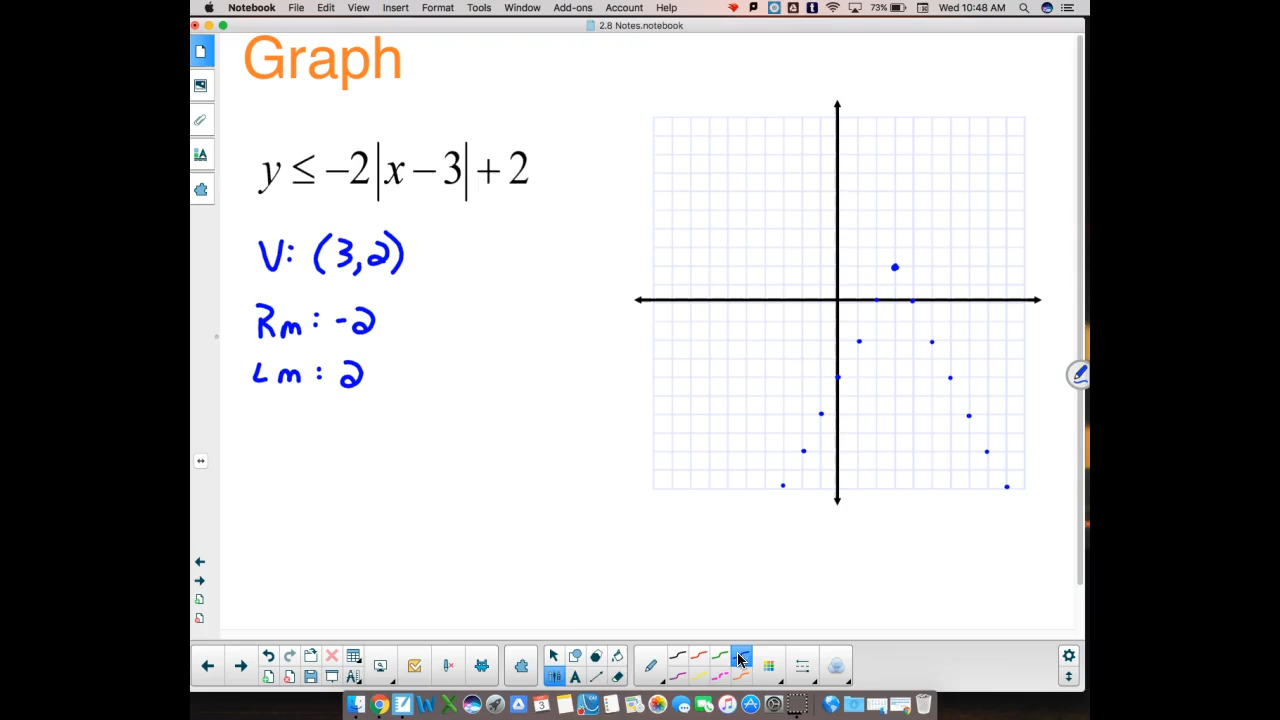 Notebook File Edit View Insert Format Tools Window Add-ons Account Help 73% Wed 10:48 AM
2.8 Notes.notebook
Graph
y ≤ −2|x − 3| + 2
V: (3,2)
Rm: -2
Lm: 2